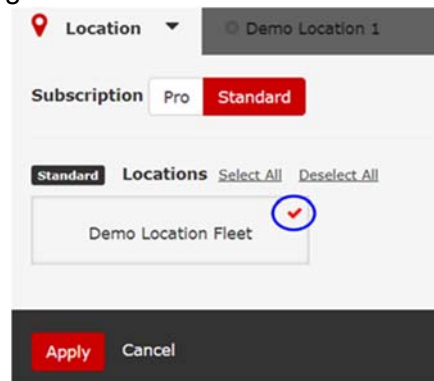 Location Demo Location 1
Subscription Pro Standard
Standard Locations Select All Deselect All
Demo Location Fleet
Apply Cancel